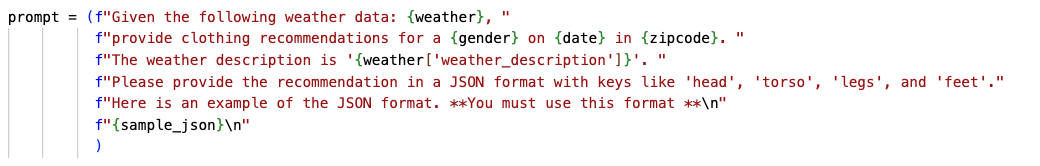 prompt = (f"Given the following weather data: {weather}, "
f"provide clothing recommendations for a {gender} on {date} in {zipcode}. "
f"The weather description is '{weather['weather_description']}'. "
f"Please provide the recommendation in a JSON format with keys like 'head', 'torso', 'legs', and 'feet'."
f"Here is an example of the JSON format. **You must use this format **\n"
f"{sample_json}\n"
)